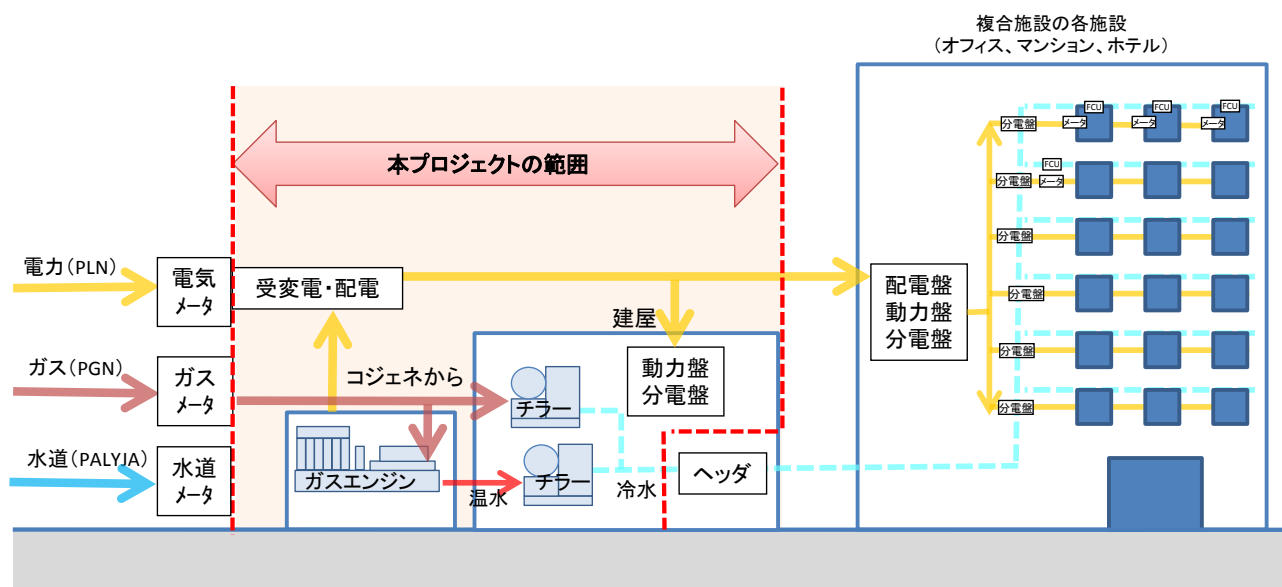 複合施設の各施設
(オフィス、マンション、ホテル)
本プロジェクトの範囲
電力(PLN)
電気
メータ
受変電・配電
建屋
ガス(PGN)
ガス
メータ
コジェネから
チラー
動力盤
分電盤
水道(PALYJA)
水道
メータ
ガスエンジン
温水
チラー
冷水
ヘッダ
配電盤
動力盤
分電盤
分電盤
メータ
FCU
メータ
FCU
メータ
FCU
分電盤
メータ
FCU
分電盤
分電盤
分電盤
分電盤